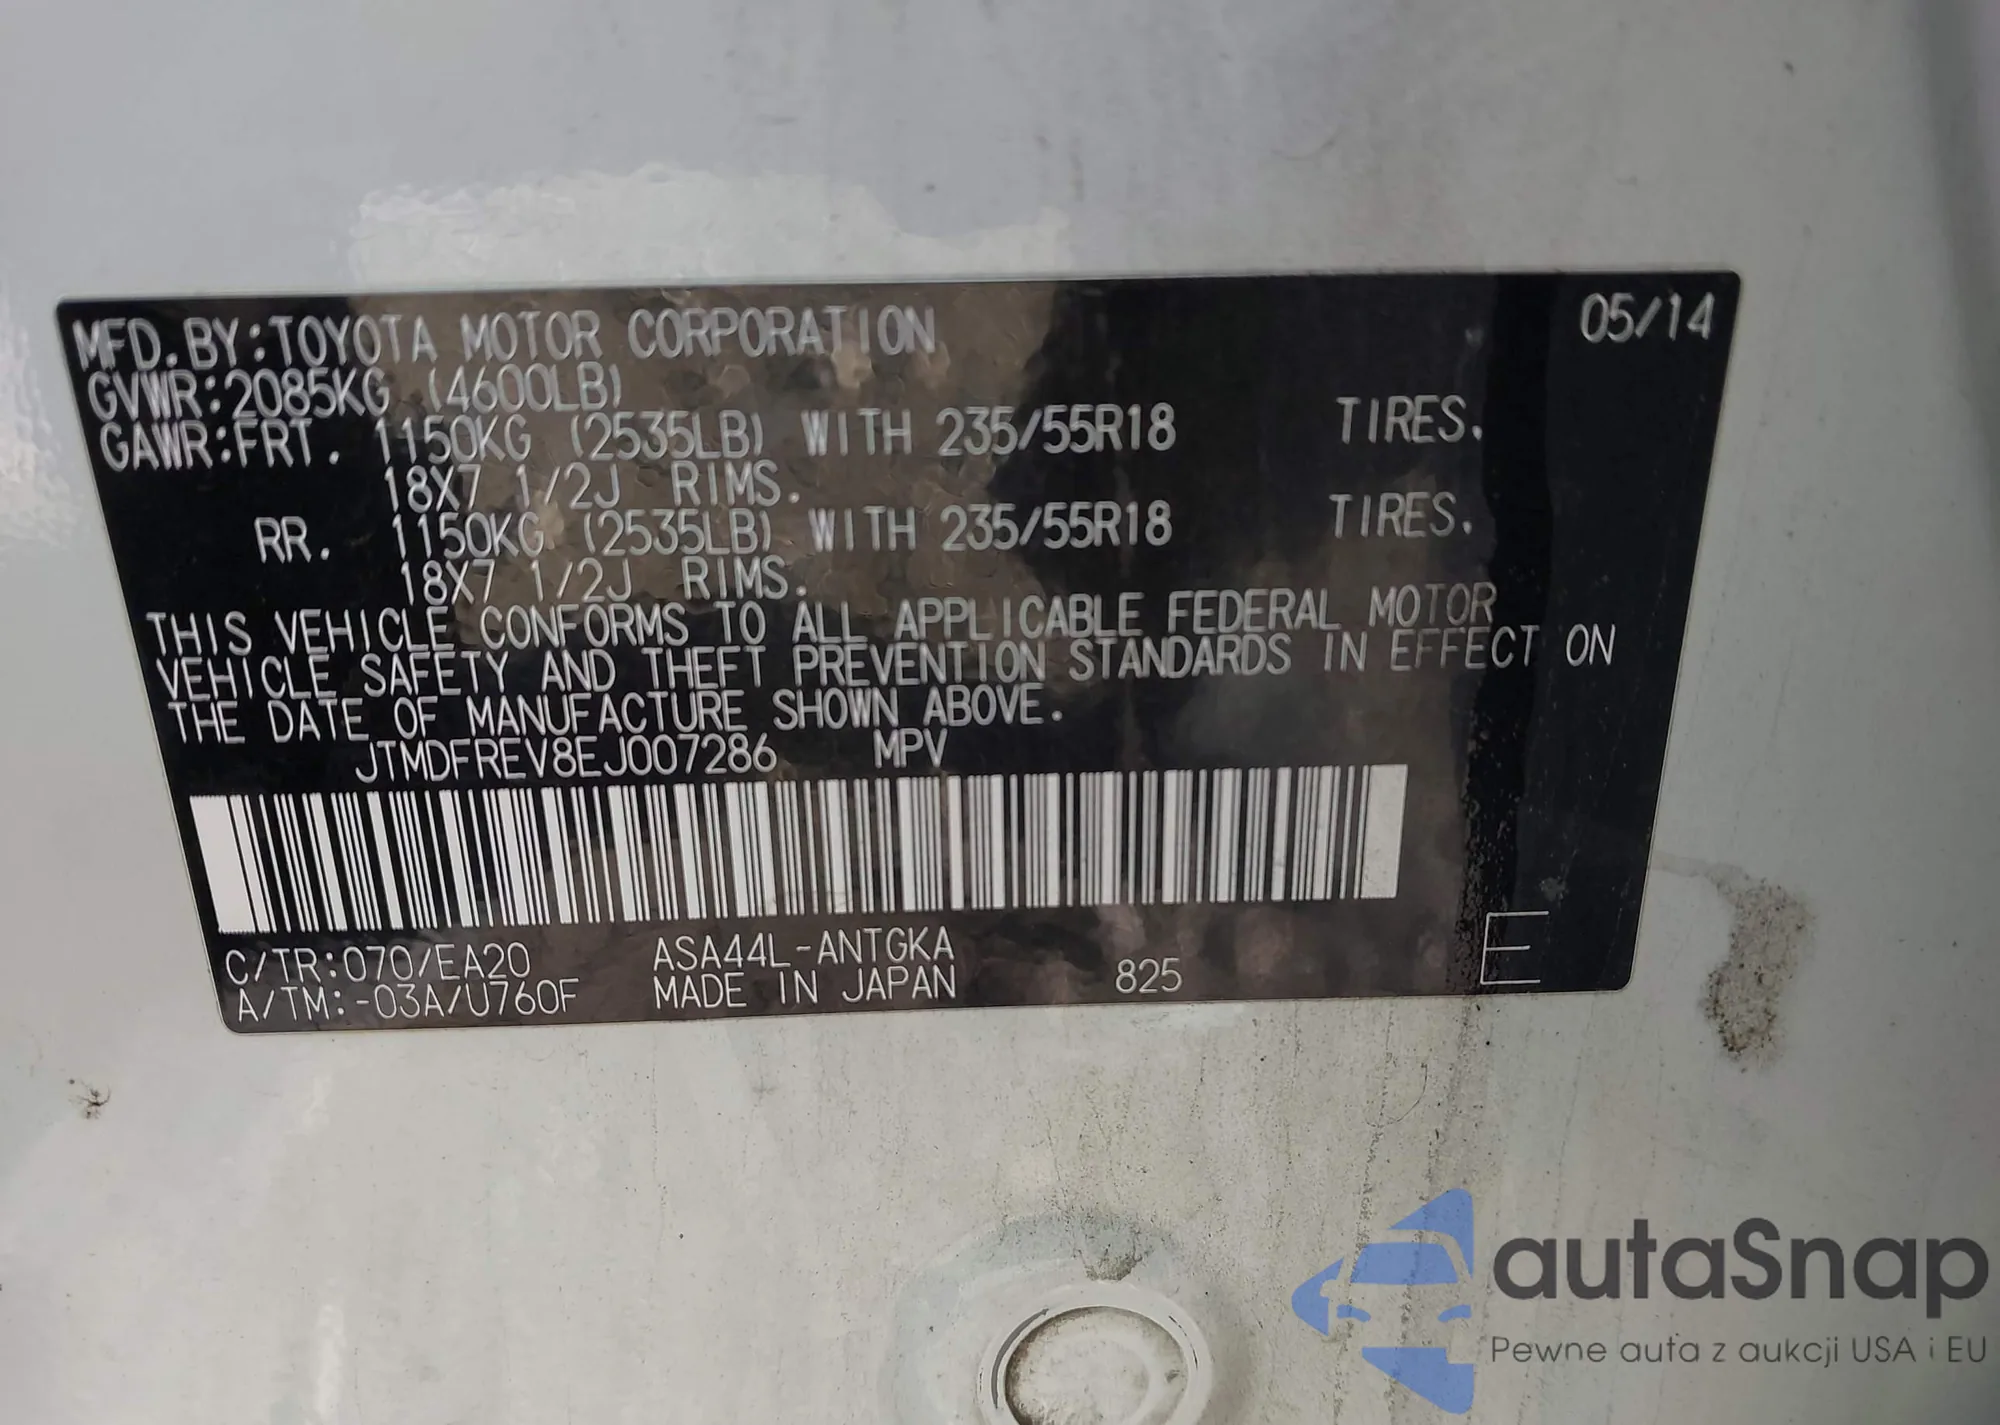 05/14
MFD. BY: TOYOTA MOTOR CORPORATION
GVWR: 2085KG (4600LB)
GAWR: FRT. 1150KG (2535LB) WITH 235/55R18 TIRES.
18X7 1/2J RIMS.
RR. 1150KG (2535LB) WITH 235/55R18 TIRES.
18X7 1/2J RIMS.
THIS VEHICLE CONFORMS TO ALL APPLICABLE FEDERAL MOTOR
VEHICLE SAFETY AND THEFT PREVENTION STANDARDS IN EFFECT ON
THE DATE OF MANUFACTURE SHOWN ABOVE.
JTMDFREV8EJ007286 MPV
C/TR:070/EA20 ASA44L-ANTGKA
A/TM:-03A/U760F MADE IN JAPAN 825 E
autaSnap
Pewne auta z aukcji USA i EU